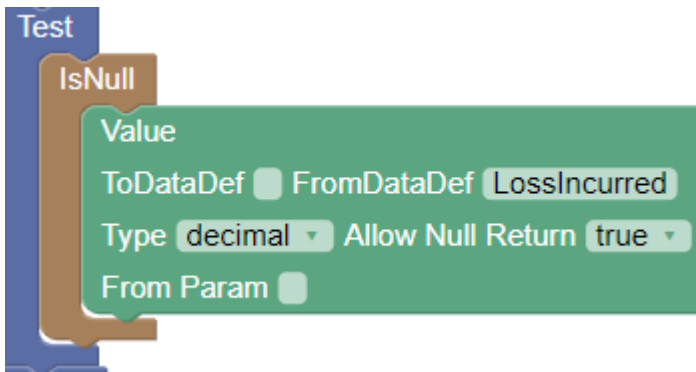 Test
IsNull
Value
ToDataDef FromDataDef LossIncurred
Type decimal Allow Null Return true
From Param